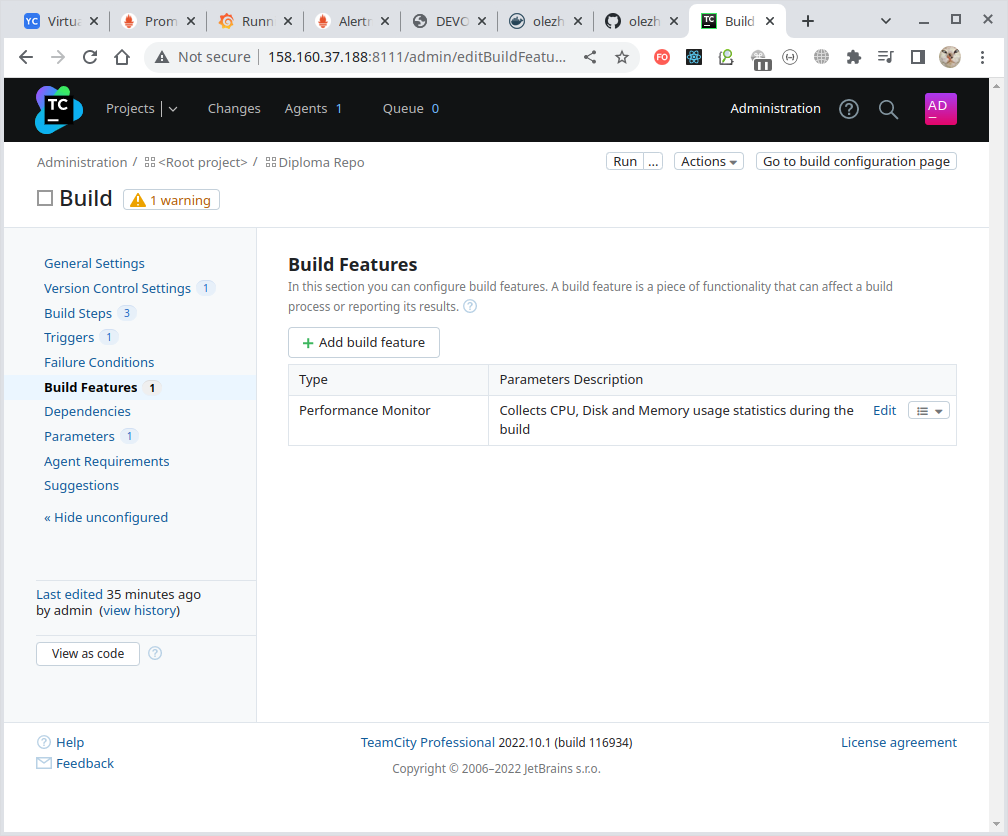 YC Virtu Prom Runn Alertr DEVO olezh olezh TC Build
Not secure 158.160.37.188:8111/admin/editBuildFeatu... FO
TC Projects Changes Agents 1 Queue 0 Administration AD
Administration / <Root project> / Diploma Repo Run ... Actions Go to build configuration page
Build 1 warning
General Settings
Version Control Settings 1
Build Steps 3
Triggers 1
Failure Conditions
Build Features 1
Dependencies
Parameters 1
Agent Requirements
Suggestions
« Hide unconfigured
Last edited 35 minutes ago
by admin (view history)
View as code ?
Build Features
In this section you can configure build features. A build feature is a piece of functionality that can affect a build
process or reporting its results. ?
+ Add build feature
Type Parameters Description
Performance Monitor Collects CPU, Disk and Memory usage statistics during the Edit
build
? Help TeamCity Professional 2022.10.1 (build 116934) License agreement
Feedback Copyright © 2006–2022 JetBrains s.r.o.